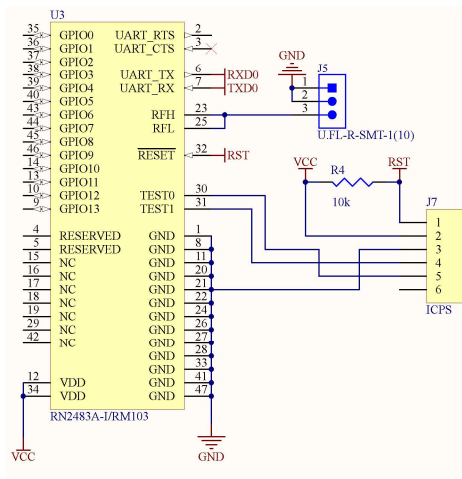 U3
35 GPIO0 UART_RTS 2
36 GPIO1 UART_CTS 3
37 GPIO2
38 GPIO3 UART_TX 6 RXD0
39 GPIO4 UART_RX 7 TXD0
40 GPIO5
43 GPIO6 RFH 23
44 GPIO7 RFL 25
45 GPIO8
46 GPIO9 RESET 32 RST
14 GPIO10
13 GPIO11
10 GPIO12 TEST0 30
9 GPIO13 TEST1 31
4 RESERVED GND 1
5 RESERVED GND 8
15 NC GND 11
16 NC GND 20
17 NC GND 21
18 NC GND 22
19 NC GND 24
29 NC GND 26
42 NC GND 27
GND 28
GND 33
12 VDD GND 41
34 VDD GND 47
RN2483A-I/RM103
VCC
GND
GND
J5
1
2
3
U.FL-R-SMT-1(10)
VCC R4 RST
10k
J7
1
2
3
4
5
6
ICPS